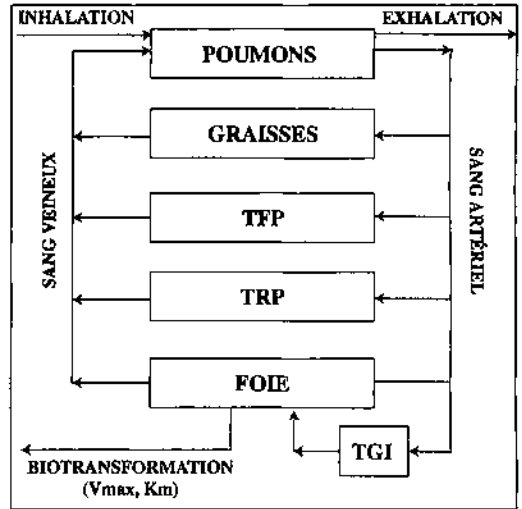 INHALATION
EXHALATION
POUMONS
GRAISSES
SANG VEINEUX
SANG ARTÉRIEL
TFP
TRP
FOIE
TGI
BIOTRANSFORMATION
(Vmax, Km)